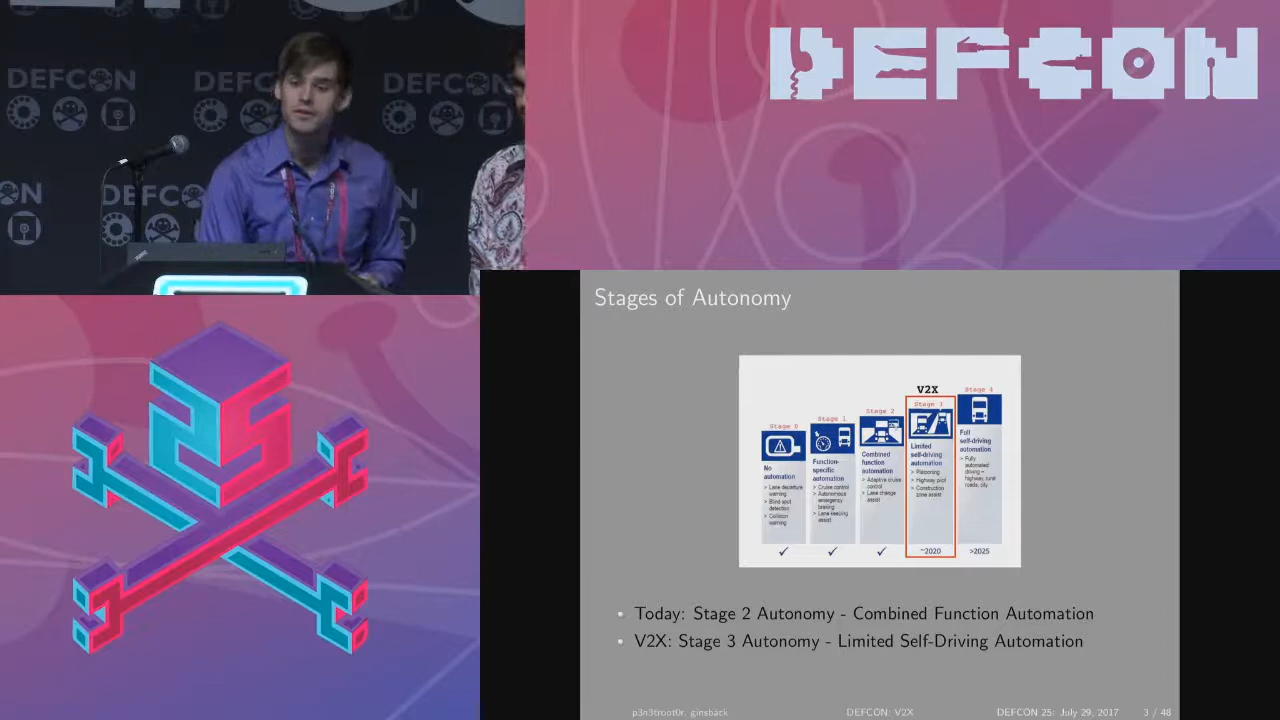 DEFCON
DEFCON
DEFCON
DEFCON
DEFCON
Stages of Autonomy
V2X
Stage 0
Stage 1
Stage 2
Stage 3
Stage 4
No
automation
> Lane departure
warning
> Blind spot
detection
> Collision
warning
✓
Function-
specific
automation
> Cruise control
> Autonomous
emergency
braking
> Lane keeping
assist
✓
Combined
function
automation
> Adaptive cruise
control
> Lane change
assist
✓
Limited
self-driving
automation
> Platooning
> Highway pilot
> Construction
zone assist
~2020
Full
self-driving
automation
> Fully
automated
driving –
highway, rural
roads, city
>2025
• Today: Stage 2 Autonomy - Combined Function Automation
• V2X: Stage 3 Autonomy - Limited Self-Driving Automation
p3n3troot0r, ginsback
DEFCON: V2X
DEFCON 25: July 29, 2017
3 / 48